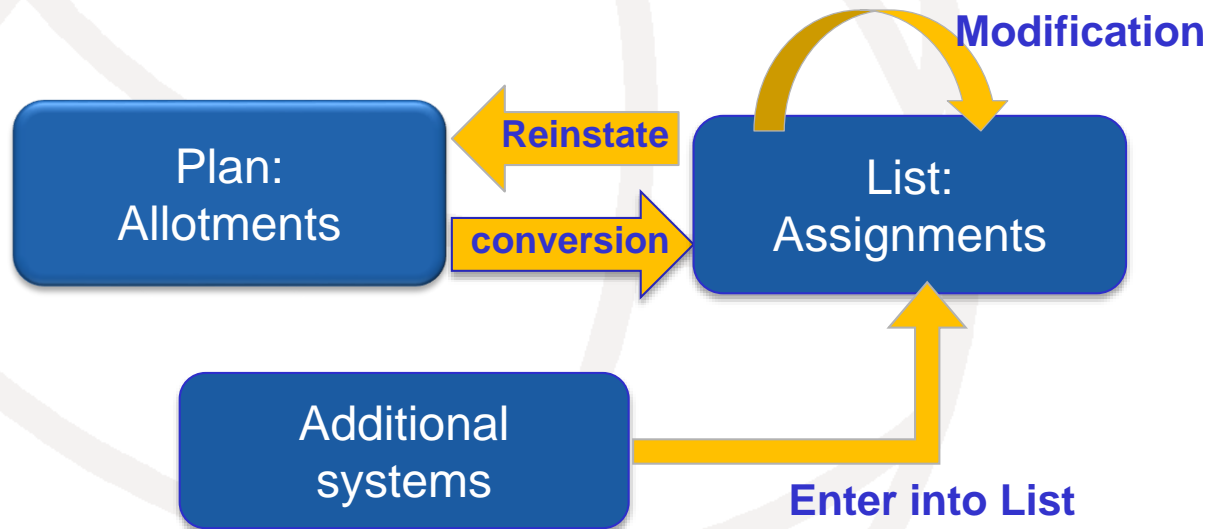 Modification
Reinstate
Plan:
Allotments
List:
Assignments
conversion
Additional
systems
Enter into List